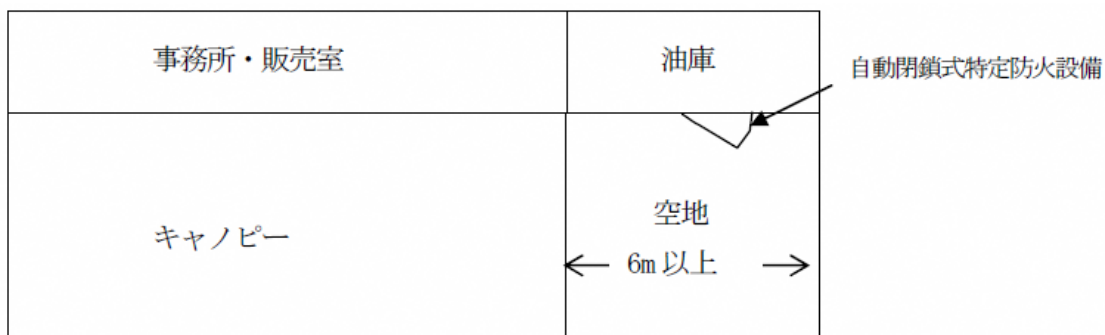 事務所・販売室
油庫
自動閉鎖式特定防火設備
空地
キャノピー
6m 以上